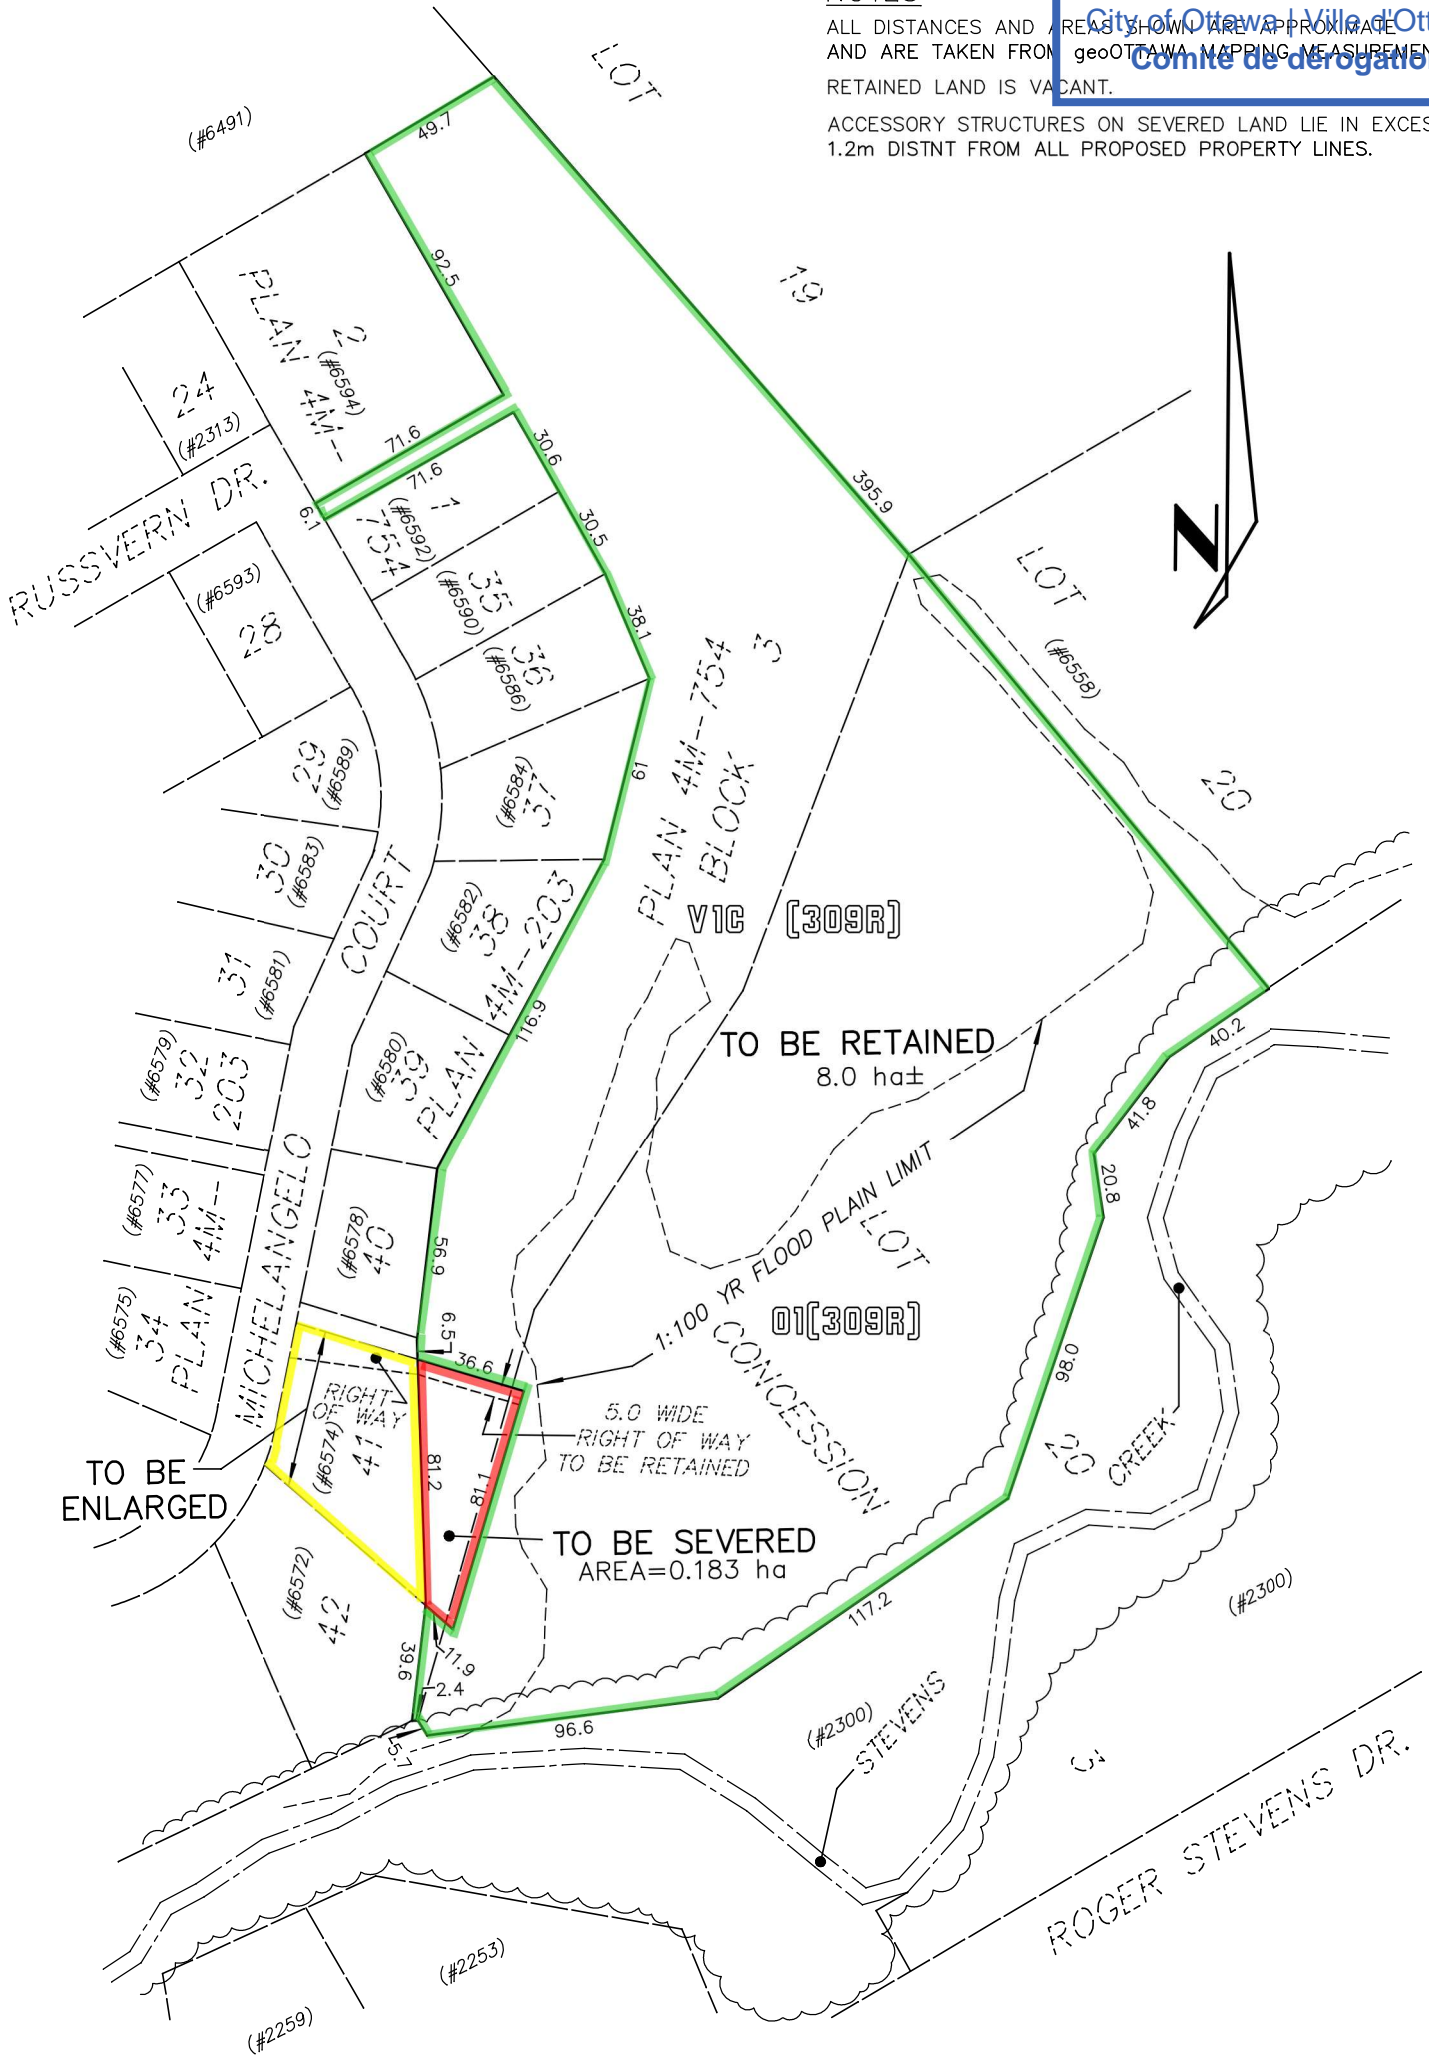 NOTES
ALL DISTANCES AND AREAS SHOWN ARE APPROXIMATE
AND ARE TAKEN FROM geoOTTAWA MAPPING MEASUREMEN
RETAINED LAND IS VACANT.
ACCESSORY STRUCTURES ON SEVERED LAND LIE IN EXCES
1.2m DISTNT FROM ALL PROPOSED PROPERTY LINES.
City of Ottawa | Ville d'Ott
Comité de dérogation
LOT
(#6491)
49.7
19
92.5
PLAN 4M-
2
(#6594)
24
(#2313)
71.6
71.6
6.1
RUSSVERN DR.
30.6
395.9
N
1
(#6592)
754
30.5
LOT
(#6558)
20
(#6593)
28
35
(#6590)
38.1
36
(#6586)
PLAN 4M-754
BLOCK
3
29
(#6589)
(#6584)
37
61
30
(#6583)
COURT
(#6582)
38
PLAN 4M-203
V1C [309R]
31
(#6581)
116.9
TO BE RETAINED
8.0 ha±
(#6579)
32
203
(#6580)
39
40.2
41.8
20.8
(#6577)
33
4M-
MICHELANGELO
(#6578)
40
56.9
1:100 YR FLOOD PLAIN LIMIT
LOT
(#6575)
34
PLAN
6.5
01[309R]
CONCESSION
36.6
98.0
RIGHT
OF WAY
(#6574)
41
5.0 WIDE
RIGHT OF WAY
TO BE RETAINED
20
CREEK
TO BE
ENLARGED
81.2
81.1
TO BE SEVERED
AREA=0.183 ha
(#6572)
42
117.2
(#2300)
39.6
11.9
2.4
5.7
96.6
(#2300)
STEVENS
3
ROGER STEVENS DR.
(#2253)
(#2259)